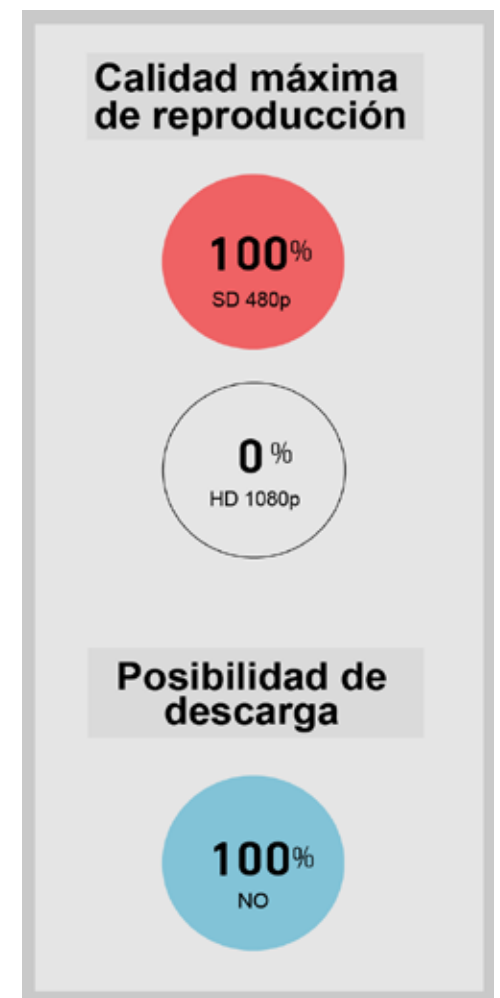 Calidad máxima
de reproducción
100%
SD 480p
0 %
HD 1080p
Posibilidad de
descarga
100%
NO